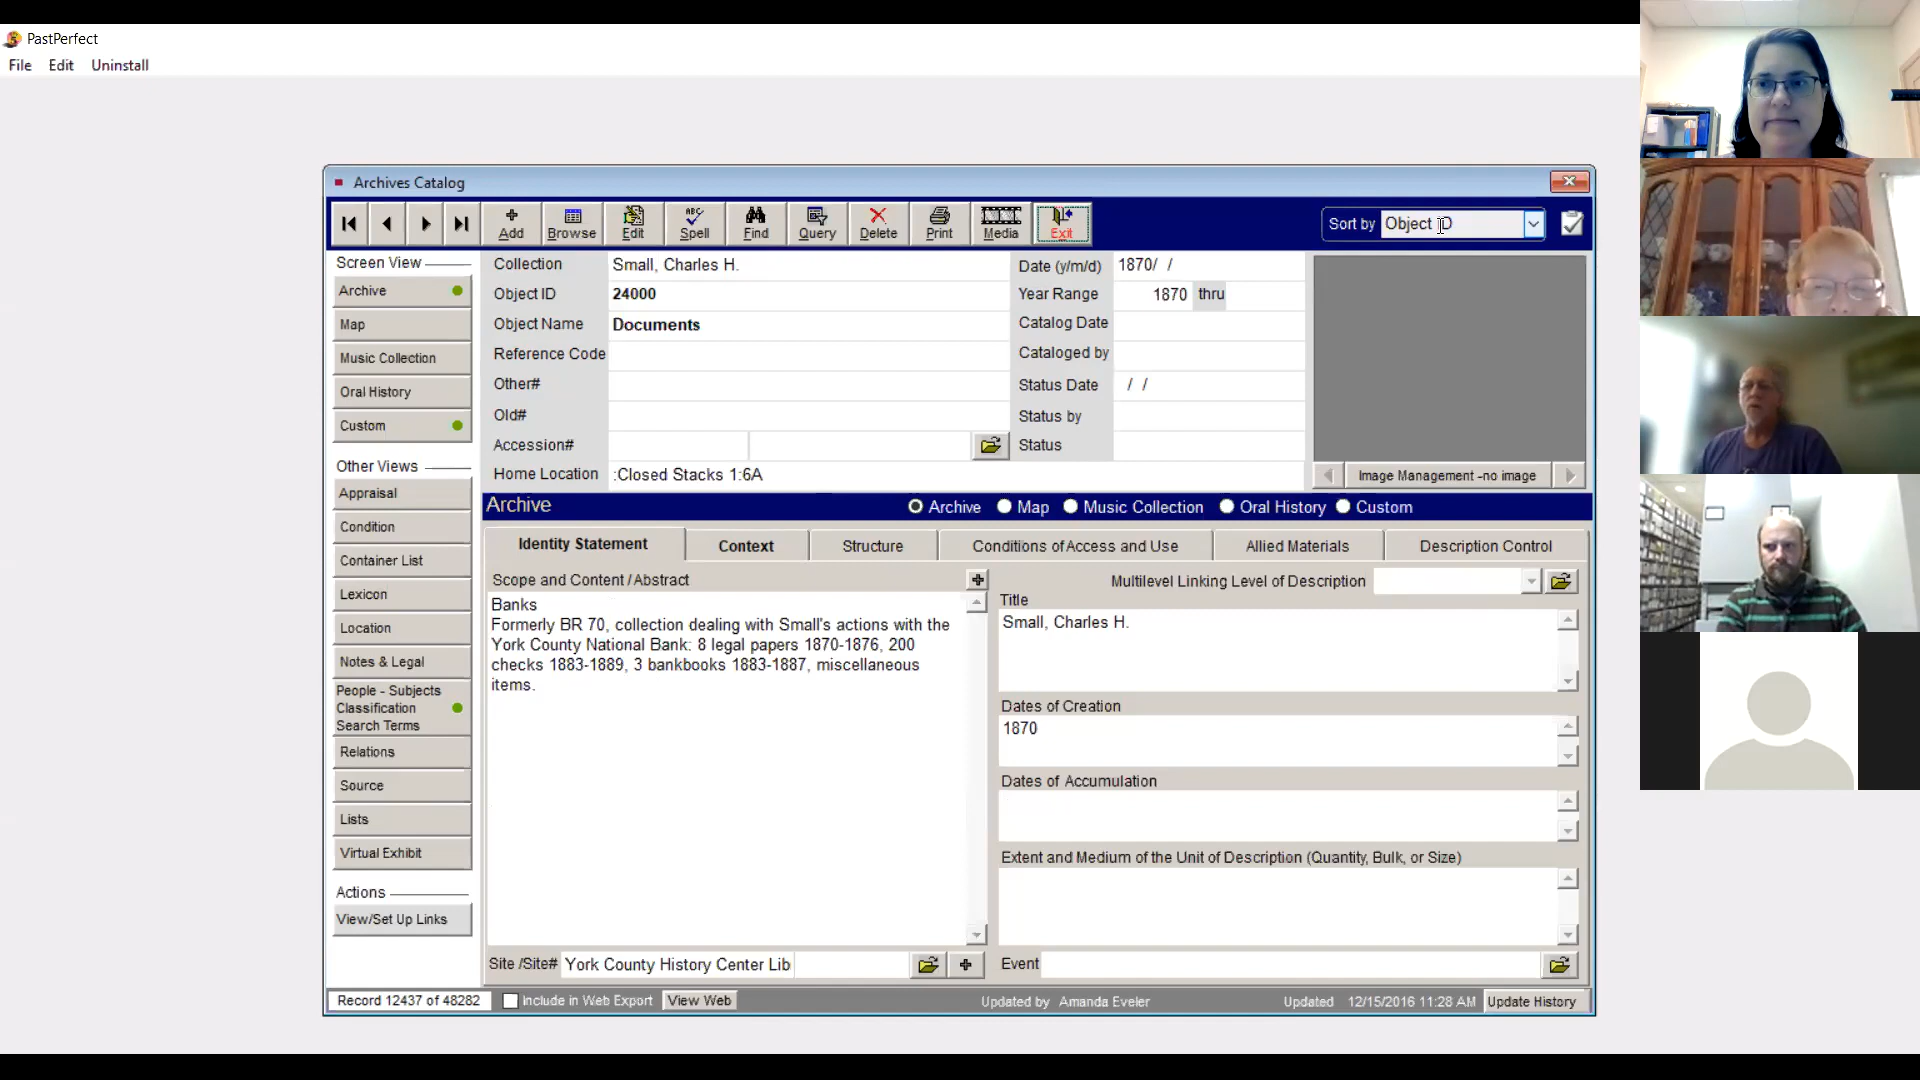 PastPerfect
File Edit Uninstall
Archives Catalog
Add Browse Edit Spell Find Query Delete Print Media Exit
ABC
Sort by Object ID
Screen View
Archive
Map
Music Collection
Oral History
Custom
Other Views
Appraisal
Condition
Container List
Lexicon
Location
Notes & Legal
People - Subjects
Classification
Search Terms
Relations
Source
Lists
Virtual Exhibit
Actions
View/Set Up Links
Collection Small, Charles H.
Object ID 24000
Object Name Documents
Reference Code
Other#
Old#
Accession#
Home Location :Closed Stacks 1:6A
Date (y/m/d) 1870/ /
Year Range 1870 thru
Catalog Date
Cataloged by
Status Date / /
Status by
Status
Image Management -no image
Archive
Archive Map Music Collection Oral History Custom
Identity Statement Context Structure Conditions of Access and Use Allied Materials Description Control
Scope and Content / Abstract
Banks
Formerly BR 70, collection dealing with Small's actions with the
York County National Bank: 8 legal papers 1870-1876, 200
checks 1883-1889, 3 bankbooks 1883-1887, miscellaneous
items.
Multilevel Linking Level of Description
Title
Small, Charles H.
Dates of Creation
1870
Dates of Accumulation
Extent and Medium of the Unit of Description (Quantity, Bulk, or Size)
Site /Site# York County History Center Lib
Event
Record 12437 of 48282 Include in Web Export View Web Updated by Amanda Eveler Updated 12/15/2016 11:28 AM Update History